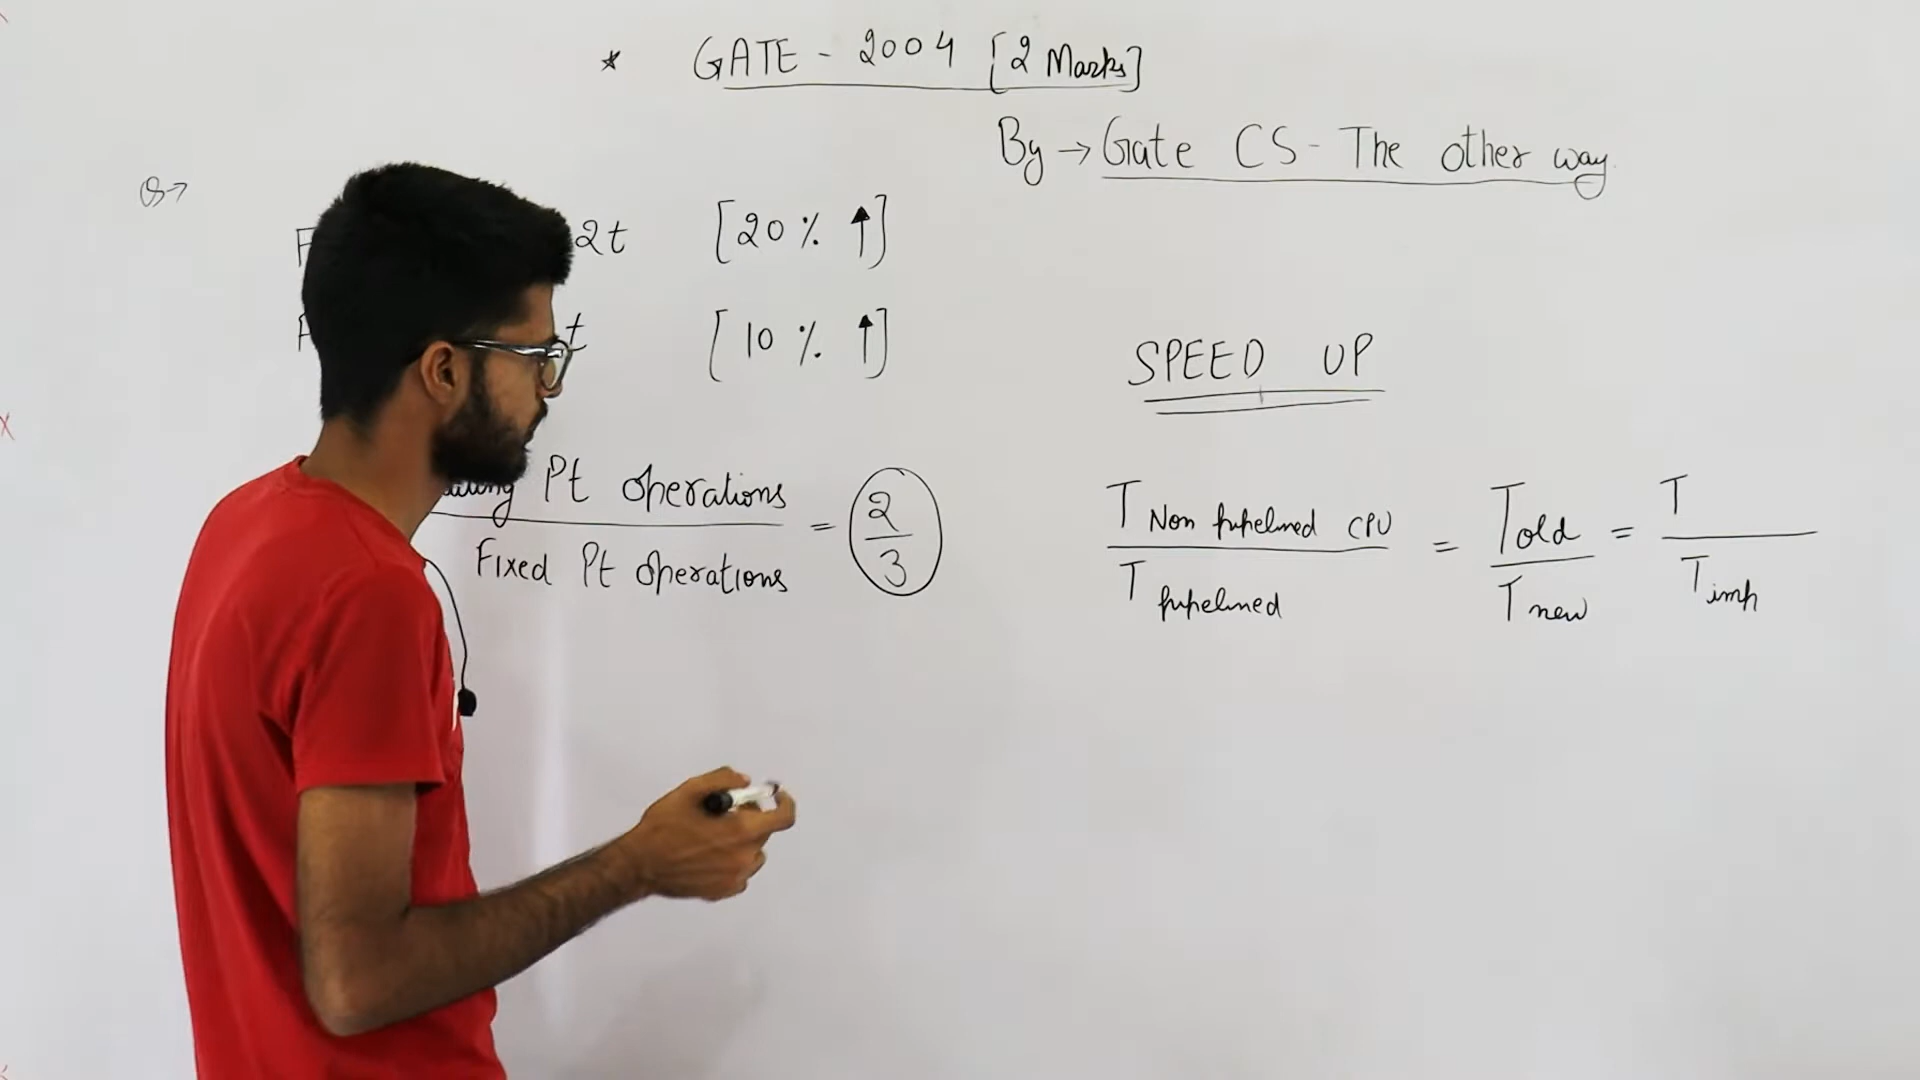 * GATE - 2004 [2 Marks]
By → Gate CS - The other way
Q→
2t [20 % ↑]
t [10 % ↑]
SPEED UP
Pt operations
Fixed Pt operations
= 2/3
T Non pipelined CPU
T pipelined
= T old
T new
= T
T imp